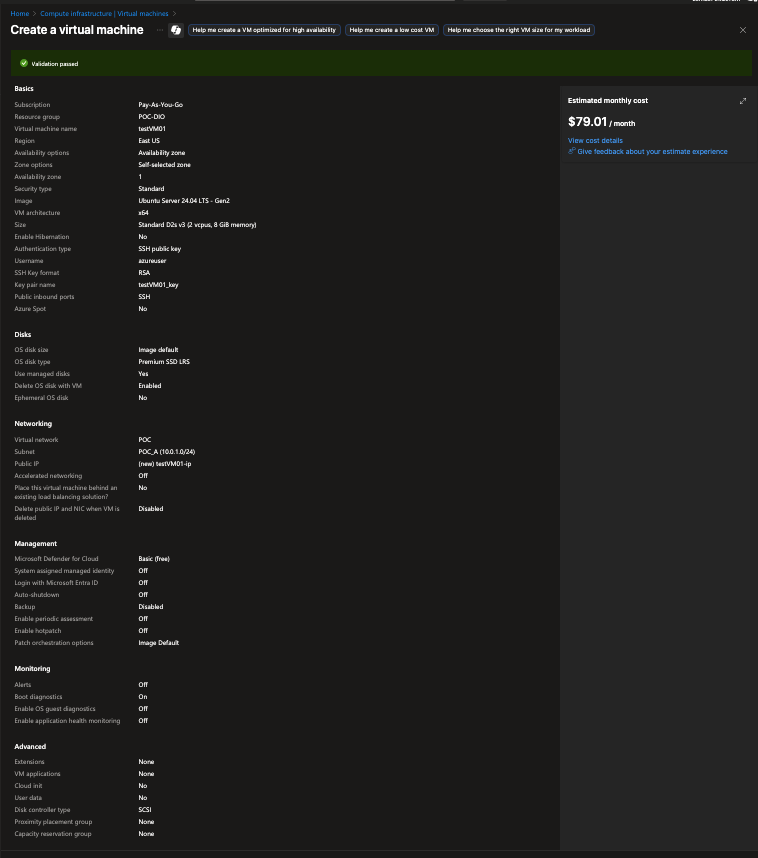 Home > Compute infrastructure | Virtual machines >
Create a virtual machine
Help me create a VM optimized for high availability
Help me create a low cost VM
Help me choose the right VM size for my workload
Validation passed
Basics
Subscription Pay-As-You-Go
Resource group POC-DIO
Virtual machine name testVM01
Region East US
Availability options Availability zone
Zone options Self-selected zone
Availability zone 1
Security type Standard
Image Ubuntu Server 24.04 LTS - Gen2
VM architecture x64
Size Standard D2s v3 (2 vcpus, 8 GiB memory)
Enable Hibernation No
Authentication type SSH public key
Username azureuser
SSH Key format RSA
Key pair name testVM01_key
Public inbound ports SSH
Azure Spot No
Disks
OS disk size Image default
OS disk type Premium SSD LRS
Use managed disks Yes
Delete OS disk with VM Enabled
Ephemeral OS disk No
Networking
Virtual network POC
Subnet POC_A (10.0.1.0/24)
Public IP (new) testVM01-ip
Accelerated networking Off
Place this virtual machine behind an No
existing load balancing solution?
Delete public IP and NIC when VM is Disabled
deleted
Management
Microsoft Defender for Cloud Basic (free)
System assigned managed identity Off
Login with Microsoft Entra ID Off
Auto-shutdown Off
Backup Disabled
Enable periodic assessment Off
Enable hotpatch Off
Patch orchestration options Image Default
Monitoring
Alerts Off
Boot diagnostics On
Enable OS guest diagnostics Off
Enable application health monitoring Off
Advanced
Extensions None
VM applications None
Cloud init No
User data No
Disk controller type SCSI
Proximity placement group None
Capacity reservation group None
Estimated monthly cost
$79.01 / month
View cost details
Give feedback about your estimate experience